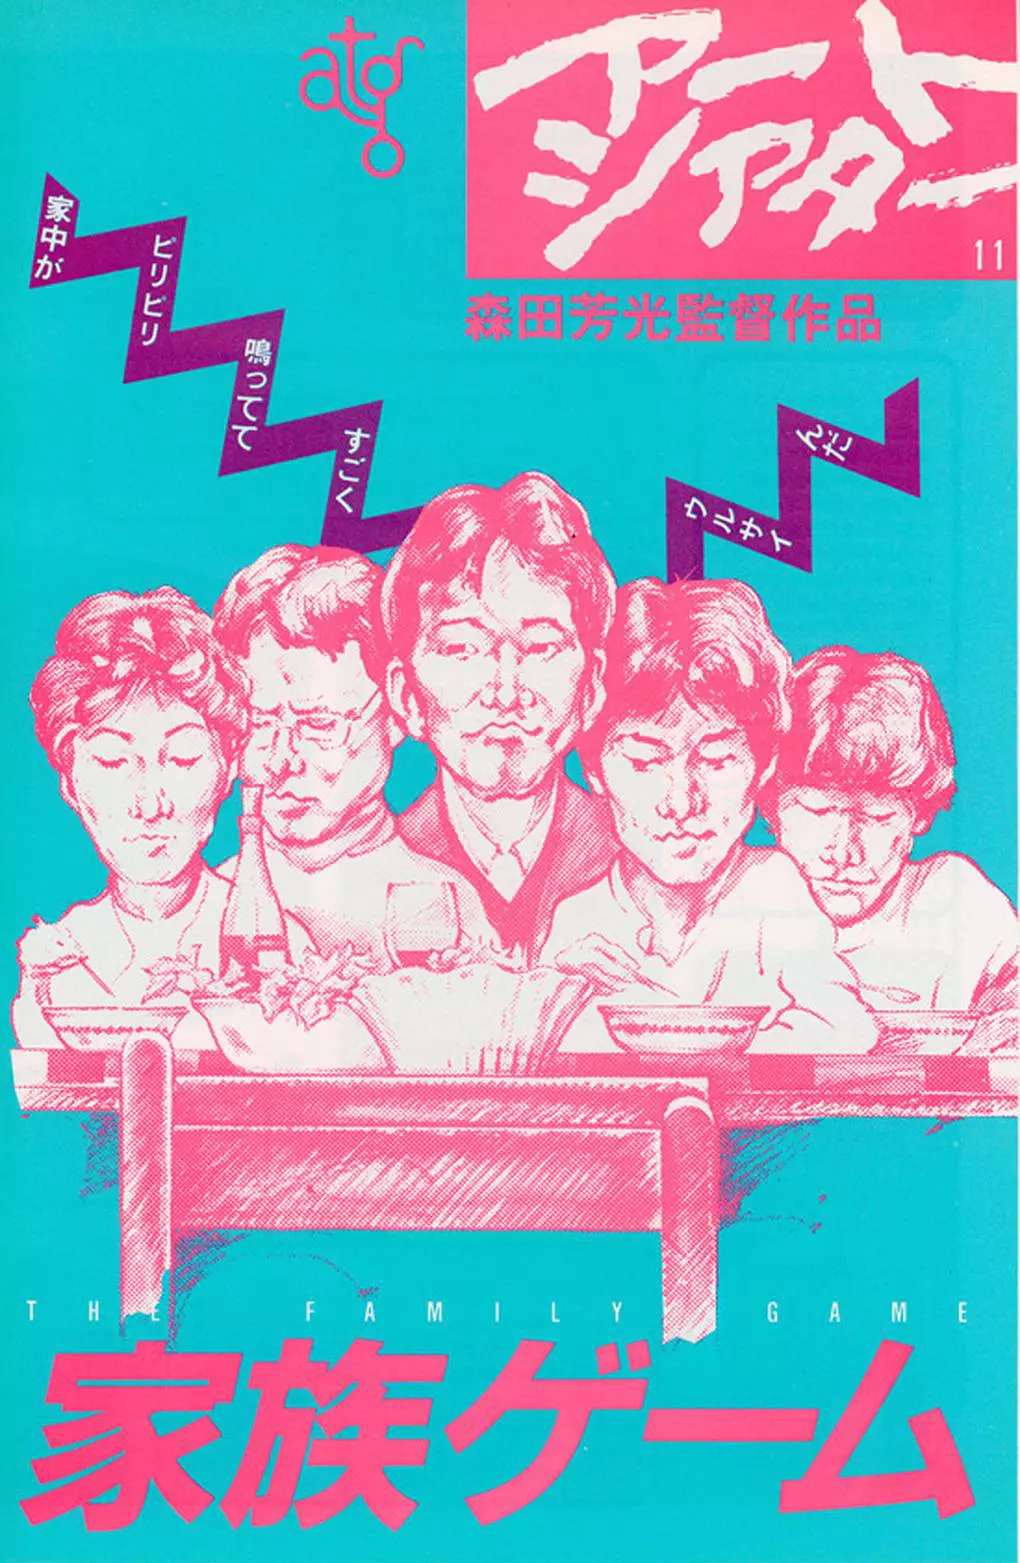 atg
アート
シアター
11
森田芳光監督作品
家中が
ピリピリ
鳴ってて
すごく
ウルサイ
んだ
THE FAMILY GAME
家族ゲーム